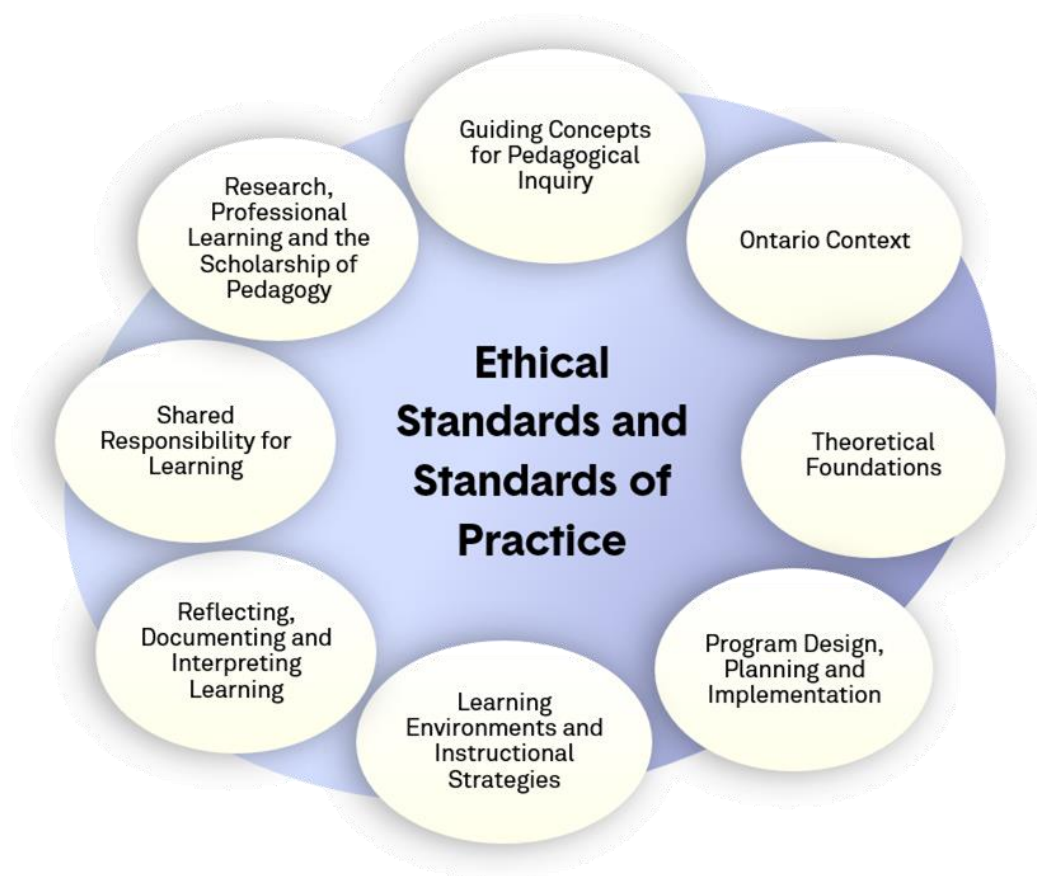 Guiding Concepts
for Pedagogical
Inquiry
Ontario Context
Theoretical
Foundations
Program Design,
Planning and
Implementation
Learning
Environments and
Instructional
Strategies
Reflecting,
Documenting and
Interpreting
Learning
Shared
Responsibility for
Learning
Research,
Professional
Learning and the
Scholarship of
Pedagogy
Ethical
Standards and
Standards of
Practice